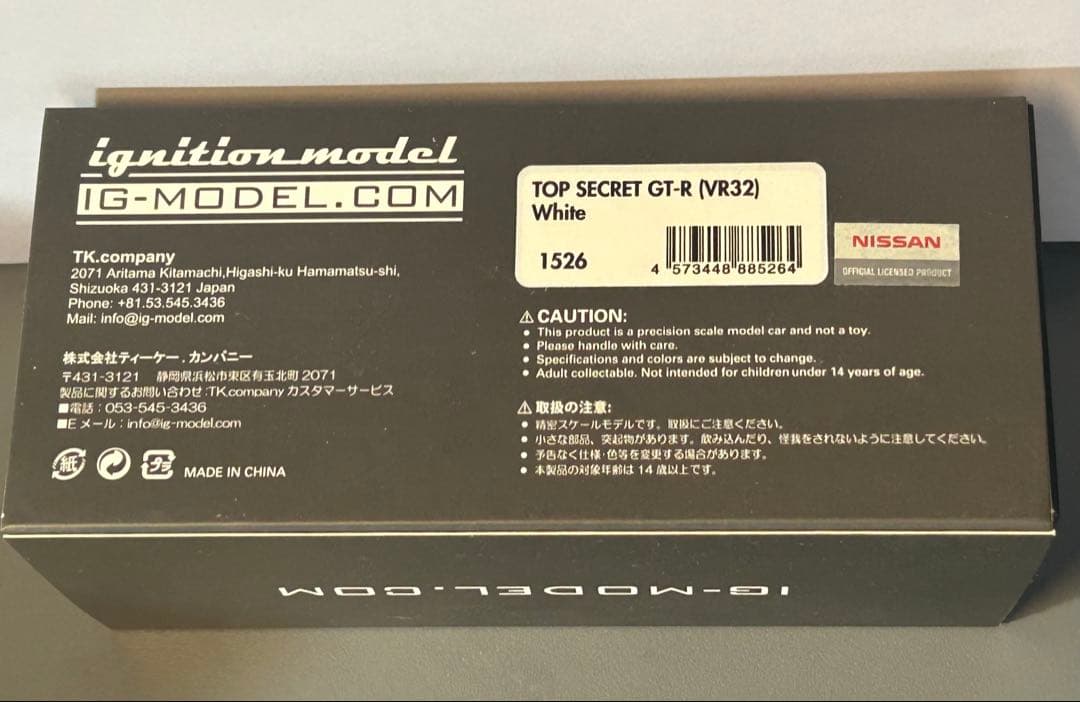 ignition model
IG-MODEL.COM
TK.company
2071 Aritama Kitamachi,Higashi-ku Hamamatsu-shi,
Shizuoka 431-3121 Japan
Phone: +81.53.545.3436
Mail: info@ig-model.com
株式会社ティーケー.カンパニー
〒431-3121 静岡県浜松市東区有玉北町2071
製品に関するお問い合わせ:TK.company カスタマーサービス
■電話:053-545-3436
■Eメール:info@ig-model.com
紙
プラ
MADE IN CHINA
TOP SECRET GT-R (VR32)
White
1526
4 573448 885264
NISSAN
OFFICIAL LICENSED PRODUCT
⚠ CAUTION:
● This product is a precision scale model car and not a toy.
● Please handle with care.
● Specifications and colors are subject to change.
● Adult collectable. Not intended for children under 14 years of age.
⚠ 取扱の注意:
● 精密スケールモデルです。取扱にご注意ください。
● 小さな部品、突起物があります。飲み込んだり、怪我をされないように注意してください。
● 予告なく仕様・色等を変更する場合があります。
● 本製品の対象年齢は14歳以上です。
IG-MODEL.COM